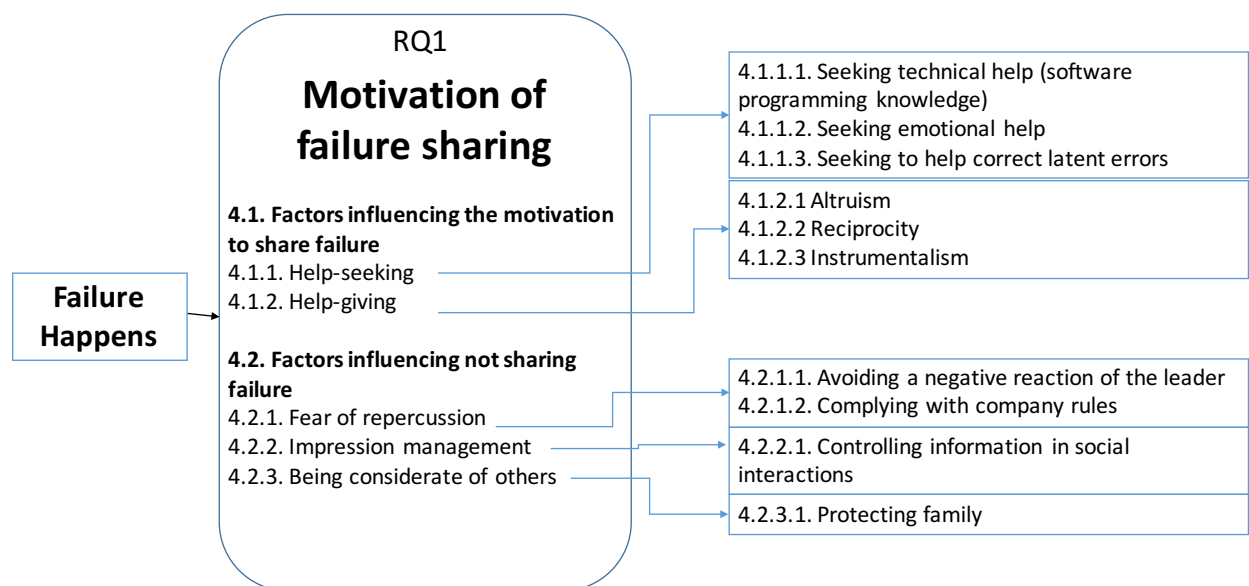 Failure
Happens
RQ1
Motivation of
failure sharing
4.1. Factors influencing the motivation
to share failure
4.1.1. Help-seeking
4.1.2. Help-giving
4.2. Factors influencing not sharing
failure
4.2.1. Fear of repercussion
4.2.2. Impression management
4.2.3. Being considerate of others
4.1.1.1. Seeking technical help (software
programming knowledge)
4.1.1.2. Seeking emotional help
4.1.1.3. Seeking to help correct latent errors
4.1.2.1 Altruism
4.1.2.2 Reciprocity
4.1.2.3 Instrumentalism
4.2.1.1. Avoiding a negative reaction of the leader
4.2.1.2. Complying with company rules
4.2.2.1. Controlling information in social
interactions
4.2.3.1. Protecting family